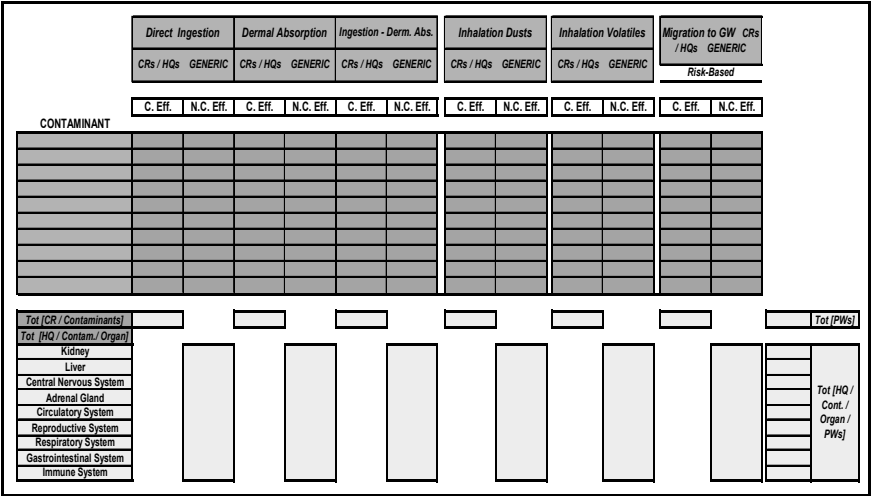 Direct Ingestion Dermal Absorption Ingestion - Derm. Abs. Inhalation Dusts Inhalation Volatiles Migration to GW CRs
/ HQs GENERIC
CRs / HQs GENERIC CRs / HQs GENERIC CRs / HQs GENERIC CRs / HQs GENERIC CRs / HQs GENERIC
Risk-Based
C. Eff. N.C. Eff. C. Eff. N.C. Eff. C. Eff. N.C. Eff. C. Eff. N.C. Eff. C. Eff. N.C. Eff. C. Eff. N.C. Eff.
CONTAMINANT
Tot [CR / Contaminants] Tot [PWs]
Tot [HQ / Contam./ Organ]
Kidney
Liver
Central Nervous System
Adrenal Gland
Circulatory System
Reproductive System
Respiratory System
Gastrointestinal System
Immune System
Tot [HQ /
Cont. /
Organ /
PWs]